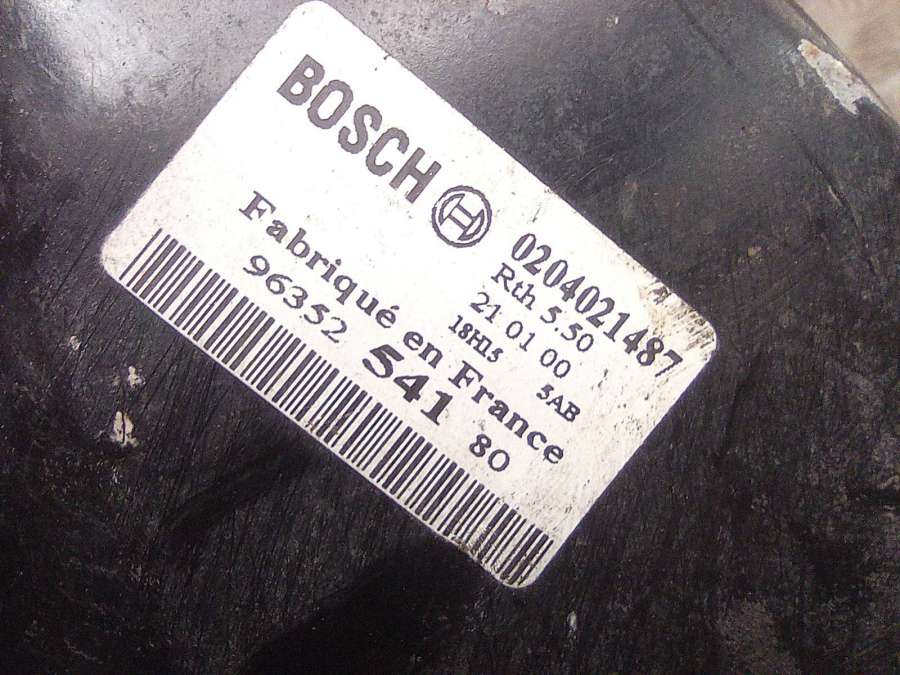 BOSCH
0204021487
Rth 5.50
21 01 00
18H15 5AB
Fabriqué en France
96352 541 80